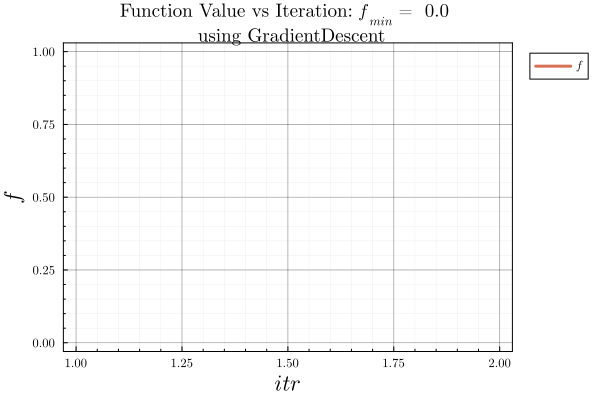 Function Value vs Iteration: f_min = 0.0
using GradientDescent
1.00
f
0.75
0.50
f
0.25
0.00
1.00 1.25 1.50 1.75 2.00
itr